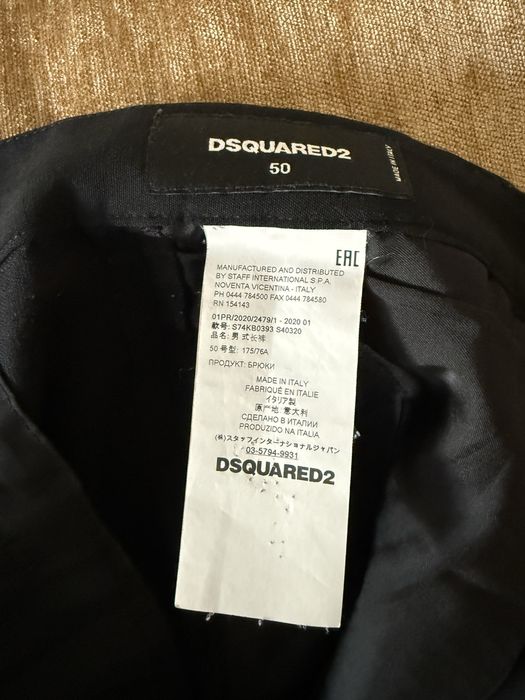 DSQUARED2
50
MADE IN ITALY
EAC
MANUFACTURED AND DISTRIBUTED
BY STAFF INTERNATIONAL S.P.A.
NOVENTA VICENTINA - ITALY
PH 0444 784500 FAX 0444 784580
RN 154143
01PR/2020/2479/1 - 2020 01
款号: S74KB0393 S40320
品名: 男 式长裤
50 号型: 175/76A
ПРОДУКТ: БРЮКИ
MADE IN ITALY
FABRIQUÉ EN ITALIE
イタリア製
原产地: 意大利
СДЕЛАНО В ИТАЛИИ
PRODUZIDO NA ITALIA
(株)スタッフインターナショナルジャパン
03-5794-9931
DSQUARED2